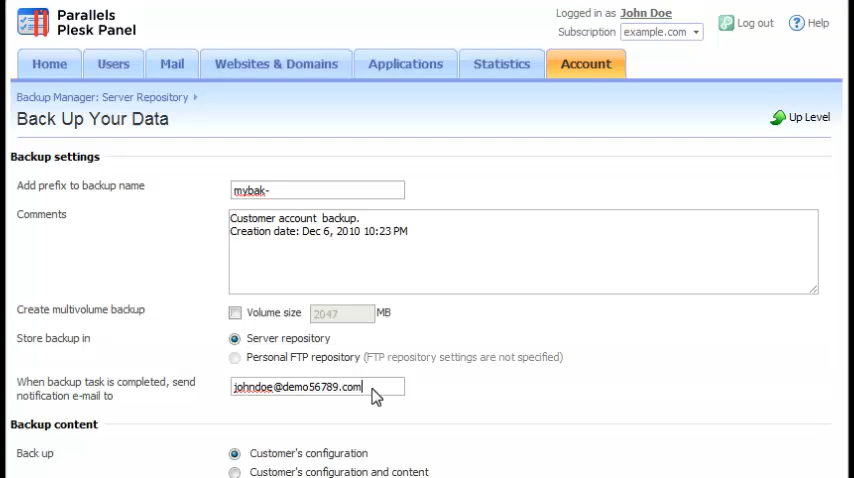 Parallels
Plesk Panel
Logged in as John Doe
Subscription example.com
Log out
Help
Home Users Mail Websites & Domains Applications Statistics Account
Backup Manager: Server Repository
Back Up Your Data
Up Level
Backup settings
Add prefix to backup name mybak-
Comments
Customer account backup.
Creation date: Dec 6, 2010 10:23 PM
Create multivolume backup Volume size 2047 MB
Store backup in Server repository
Personal FTP repository (FTP repository settings are not specified)
When backup task is completed, send
notification e-mail to
johndoe@demo56789.com
Backup content
Back up Customer's configuration
Customer's configuration and content